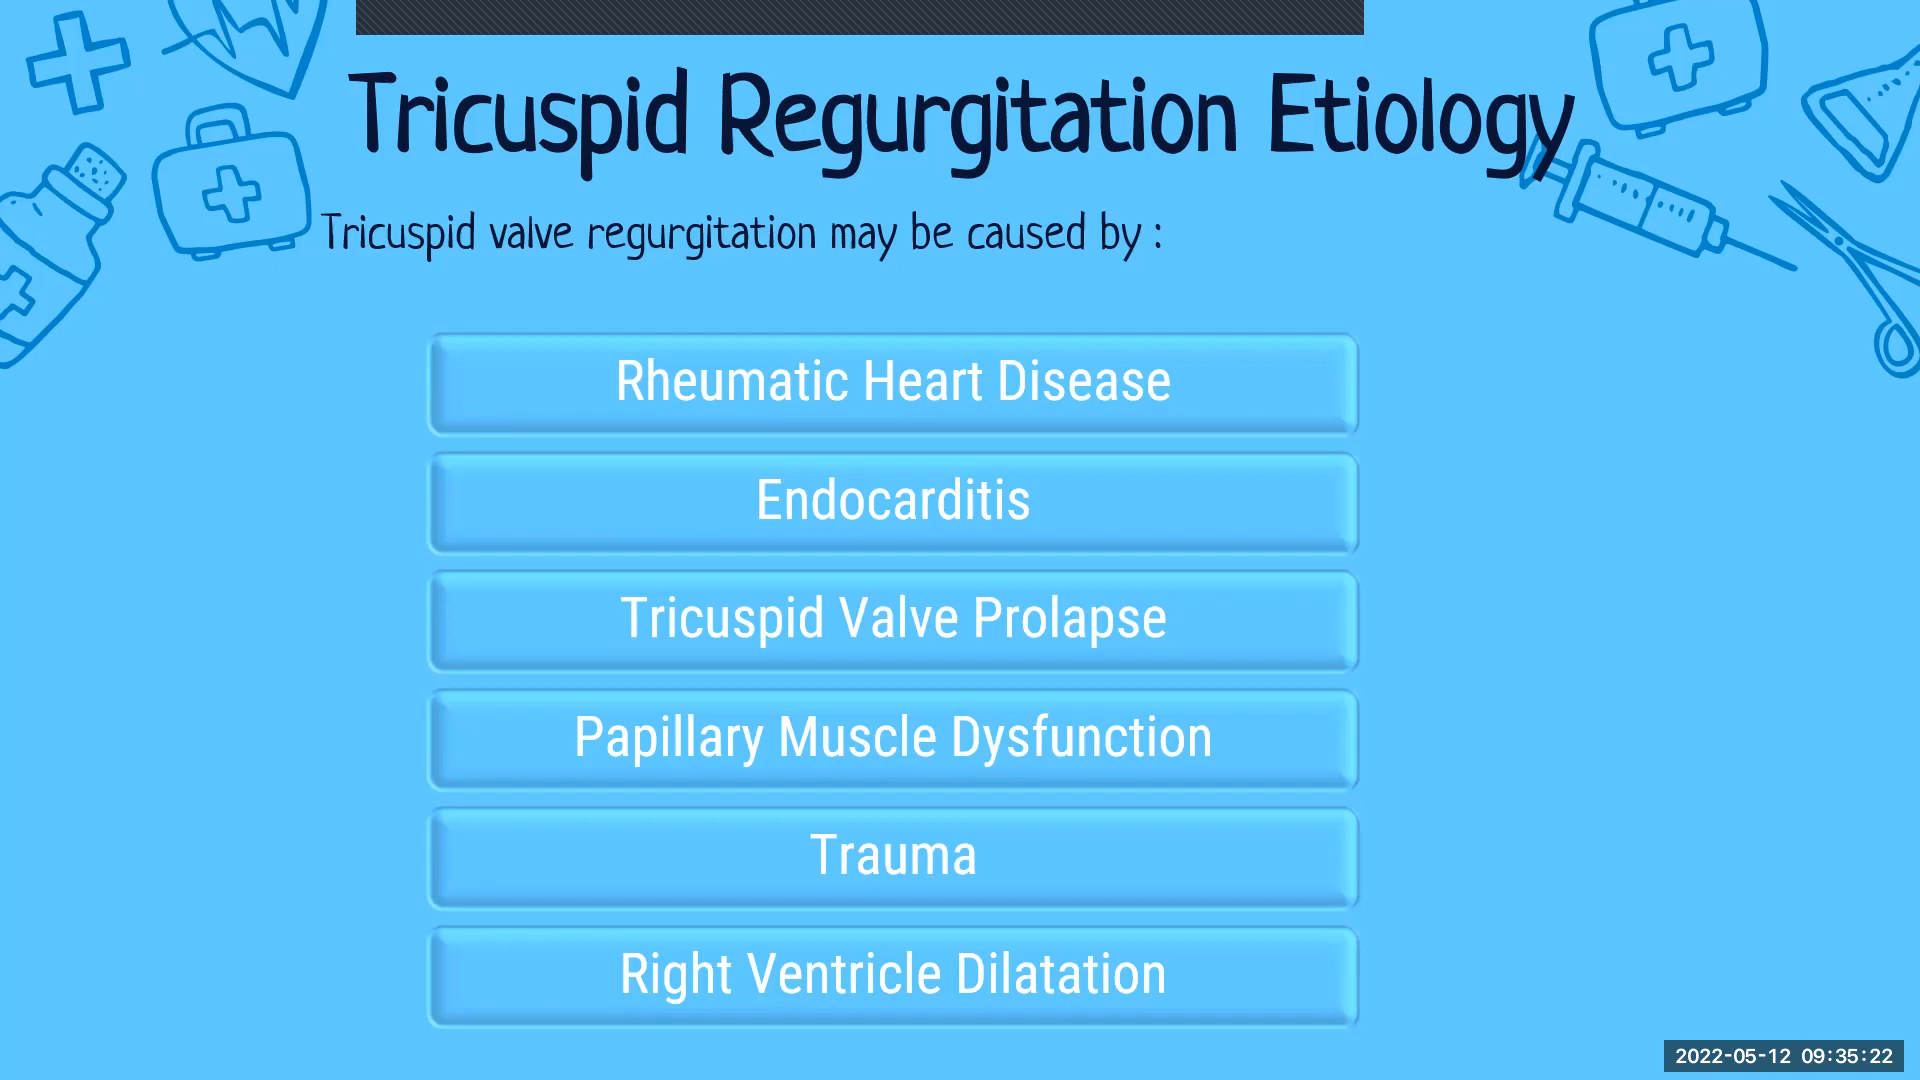 Tricuspid Regurgitation Etiology
Tricuspid valve regurgitation may be caused by :
Rheumatic Heart Disease
Endocarditis
Tricuspid Valve Prolapse
Papillary Muscle Dysfunction
Trauma
Right Ventricle Dilatation
2022-05-12 09:35:22